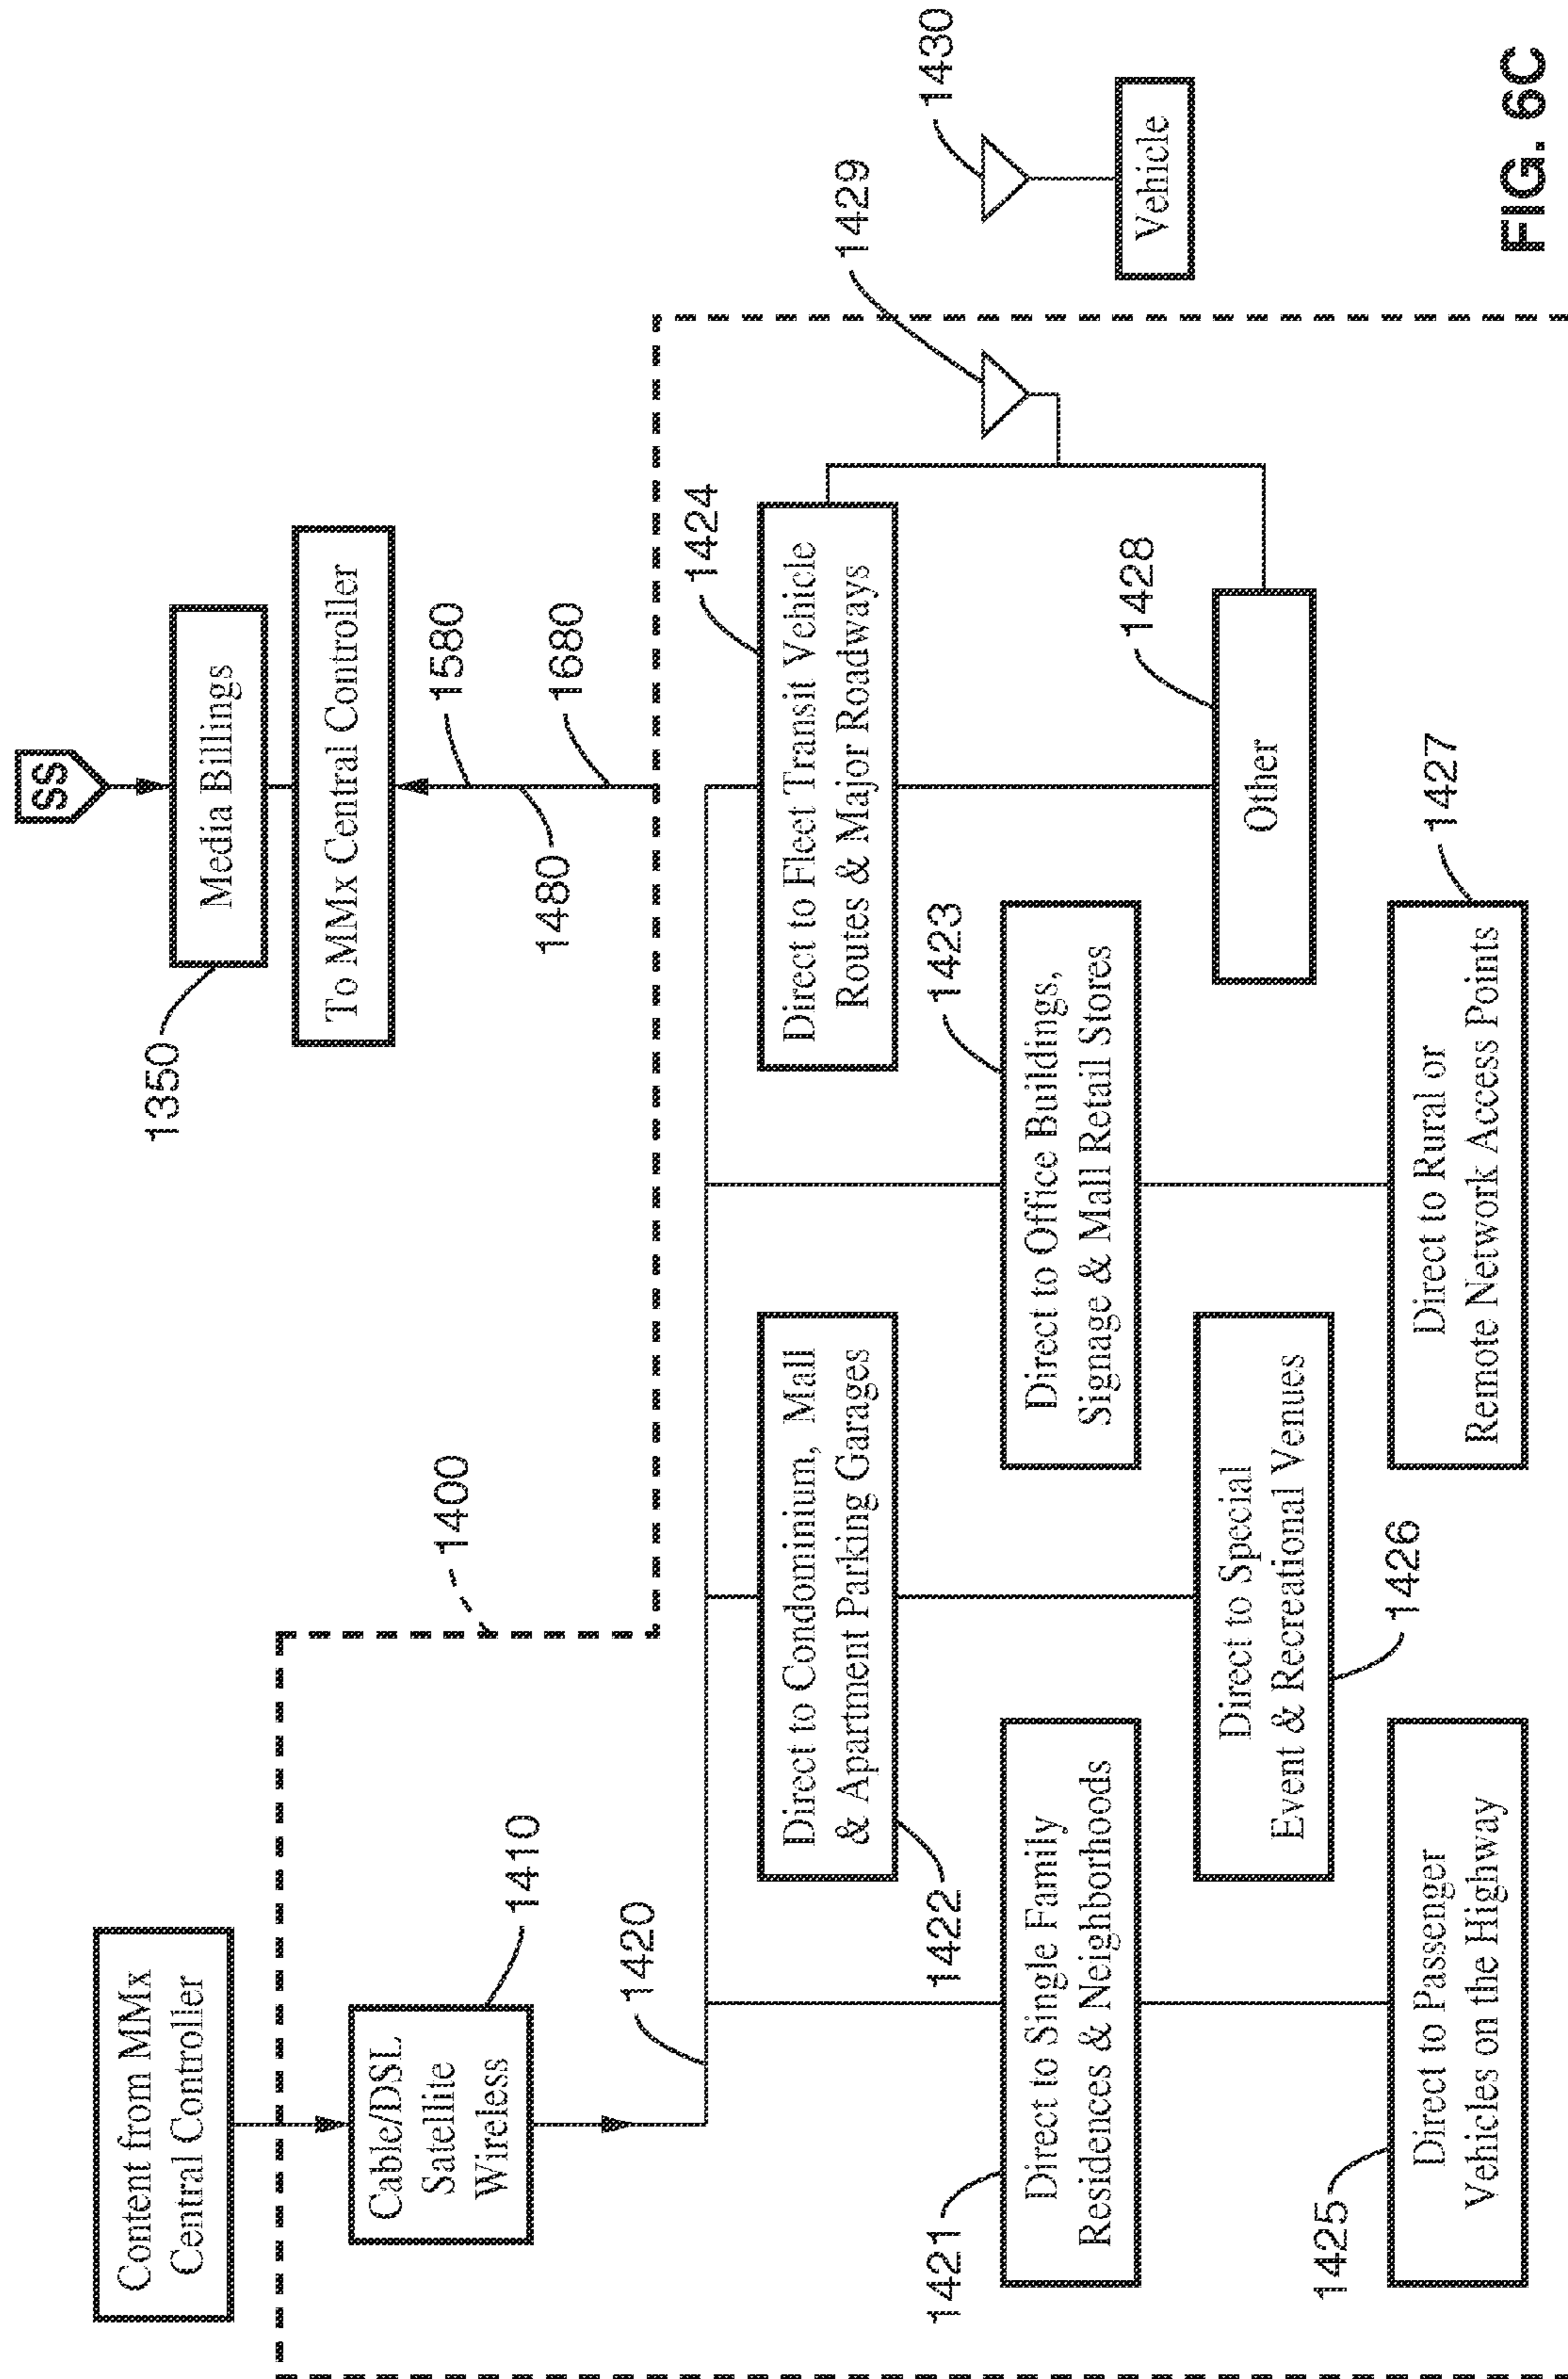 SS
1350
Media Billings
To MMx Central Controller
1580
1480
1680
Content from MMx
Central Controller
1400
Cable/DSL
Satellite
Wireless
1410
1420
1424
Direct to Condominium, Mall
& Apartment Parking Garages
1422
Direct to Fleet Transit Vehicle
Routes & Major Roadways
1429
1430
Vehicle
1421
Direct to Single Family
Residences & Neighborhoods
1423
Direct to Office Buildings,
Signage & Mall Retail Stores
1428
Direct to Special
Event & Recreational Venues
1426
Other
1425
Direct to Passenger
Vehicles on the Highway
Direct to Rural or
Remote Network Access Points
1427
FIG. 6C